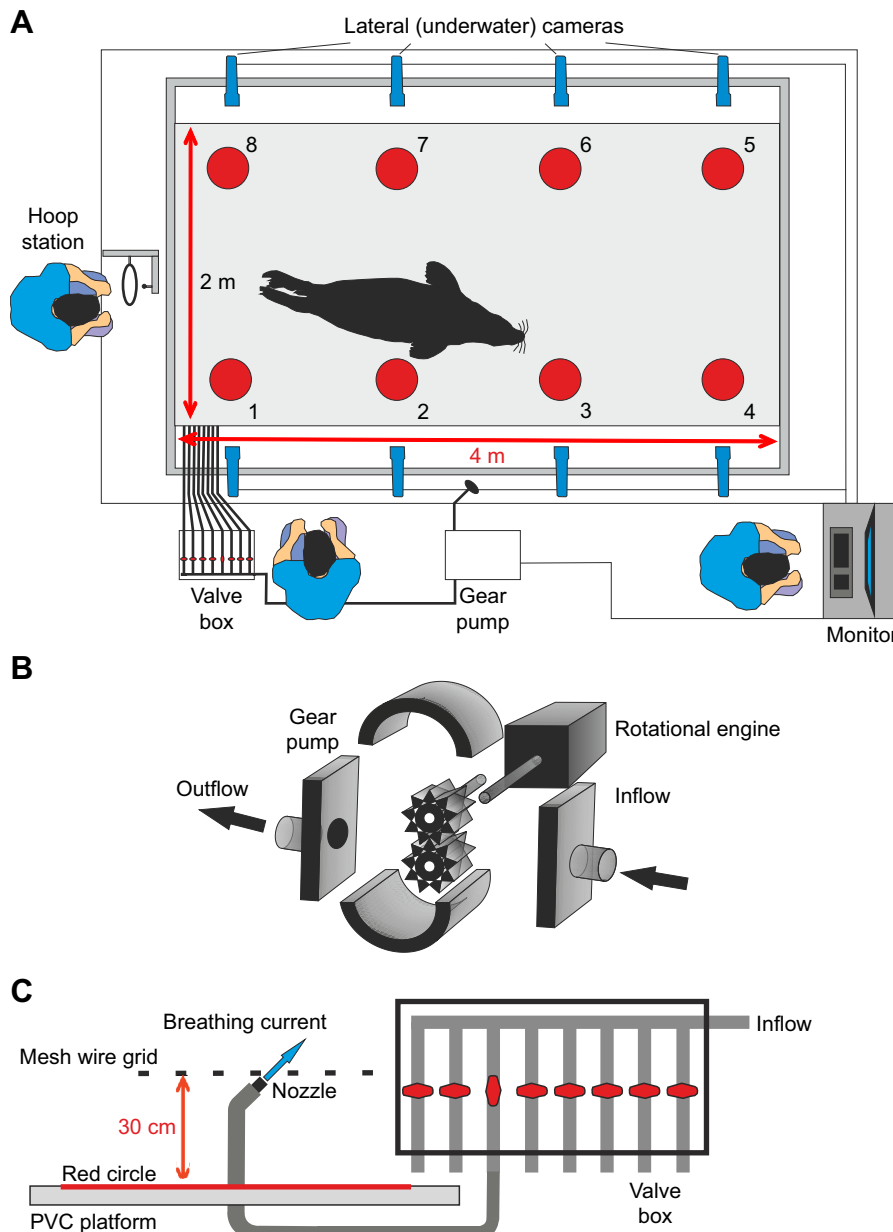 A
Lateral (underwater) cameras
8
7
6
5
Hoop
station
2 m
1
2
3
4
4 m
Valve
box
Gear
pump
Monitor
B
Gear
pump
Rotational engine
Outflow
Inflow
C
Breathing current
Inflow
Mesh wire grid
Nozzle
30 cm
Red circle
PVC platform
Valve
box